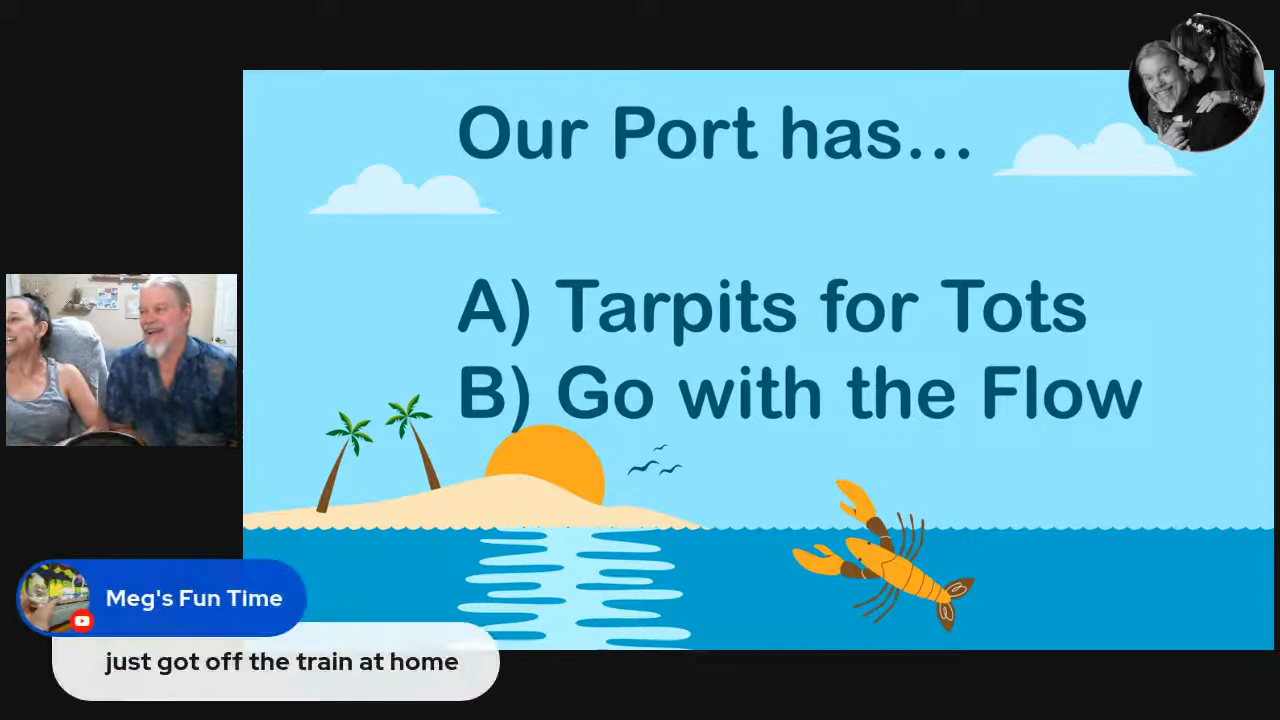 Our Port has...
A) Tarpits for Tots
B) Go with the Flow
Meg's Fun Time
just got off the train at home